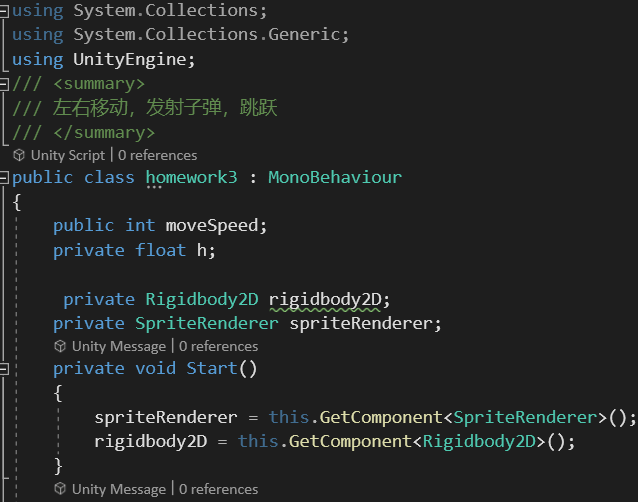 using System.Collections;
using System.Collections.Generic;
using UnityEngine;
/// <summary>
/// 左右移动，发射子弹，跳跃
/// </summary>
Unity Script | 0 references
public class homework3 : MonoBehaviour
{
public int moveSpeed;
private float h;
private Rigidbody2D rigidbody2D;
private SpriteRenderer spriteRenderer;
Unity Message | 0 references
private void Start()
{
spriteRenderer = this.GetComponent<SpriteRenderer>();
rigidbody2D = this.GetComponent<Rigidbody2D>();
}
Unity Message | 0 references